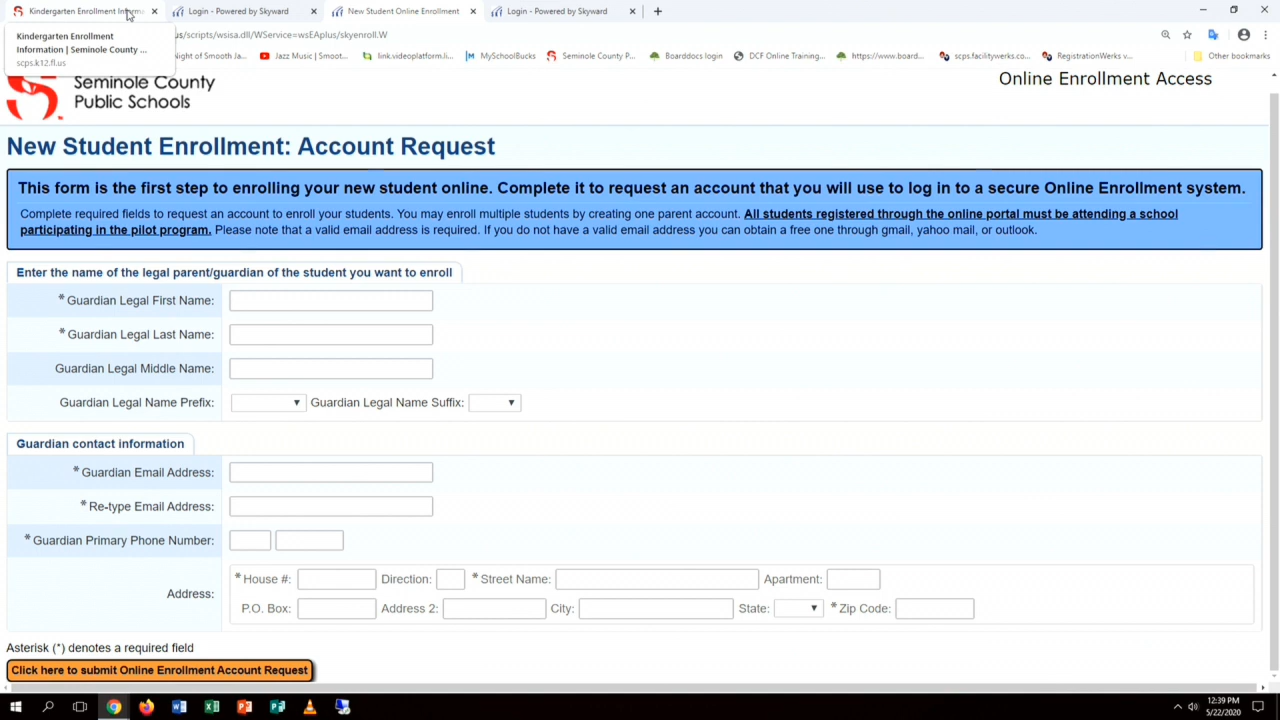 Kindergarten Enrollment Inform
Login - Powered by Skyward
New Student Online Enrollment
Login - Powered by Skyward
Kindergarten Enrollment
Information | Seminole County ...
scps.k12.fl.us
us/scripts/wsisa.dll/WService=wsEAplus/skyenroll.W
Night of Smooth Ja...
Jazz Music | Smoot...
link.videoplatform.li...
MySchoolBucks
Seminole County P...
Boarddocs login
DCF Online Training...
https://www.board...
scps.facilitywerks.co...
RegistrationWerks v...
Other bookmarks
Seminole County
Public Schools
Online Enrollment Access
New Student Enrollment: Account Request
This form is the first step to enrolling your new student online. Complete it to request an account that you will use to log in to a secure Online Enrollment system.
Complete required fields to request an account to enroll your students. You may enroll multiple students by creating one parent account. All students registered through the online portal must be attending a school
participating in the pilot program. Please note that a valid email address is required. If you do not have a valid email address you can obtain a free one through gmail, yahoo mail, or outlook.
Enter the name of the legal parent/guardian of the student you want to enroll
* Guardian Legal First Name:
* Guardian Legal Last Name:
Guardian Legal Middle Name:
Guardian Legal Name Prefix: Guardian Legal Name Suffix:
Guardian contact information
* Guardian Email Address:
* Re-type Email Address:
* Guardian Primary Phone Number:
Address:
* House #: Direction: * Street Name: Apartment:
P.O. Box: Address 2: City: State: * Zip Code:
Asterisk (*) denotes a required field
Click here to submit Online Enrollment Account Request
12:39 PM
5/22/2020